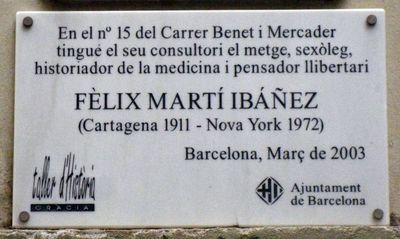 En el nº 15 del Carrer Benet i Mercader
tingué el seu consultori el metge, sexòleg,
historiador de la medicina i pensador llibertari
FÈLIX MARTÍ IBÁÑEZ
(Cartagena 1911 - Nova York 1972)
Barcelona, Març de 2003
taller d'Història
GRÀCIA
Ajuntament
de Barcelona